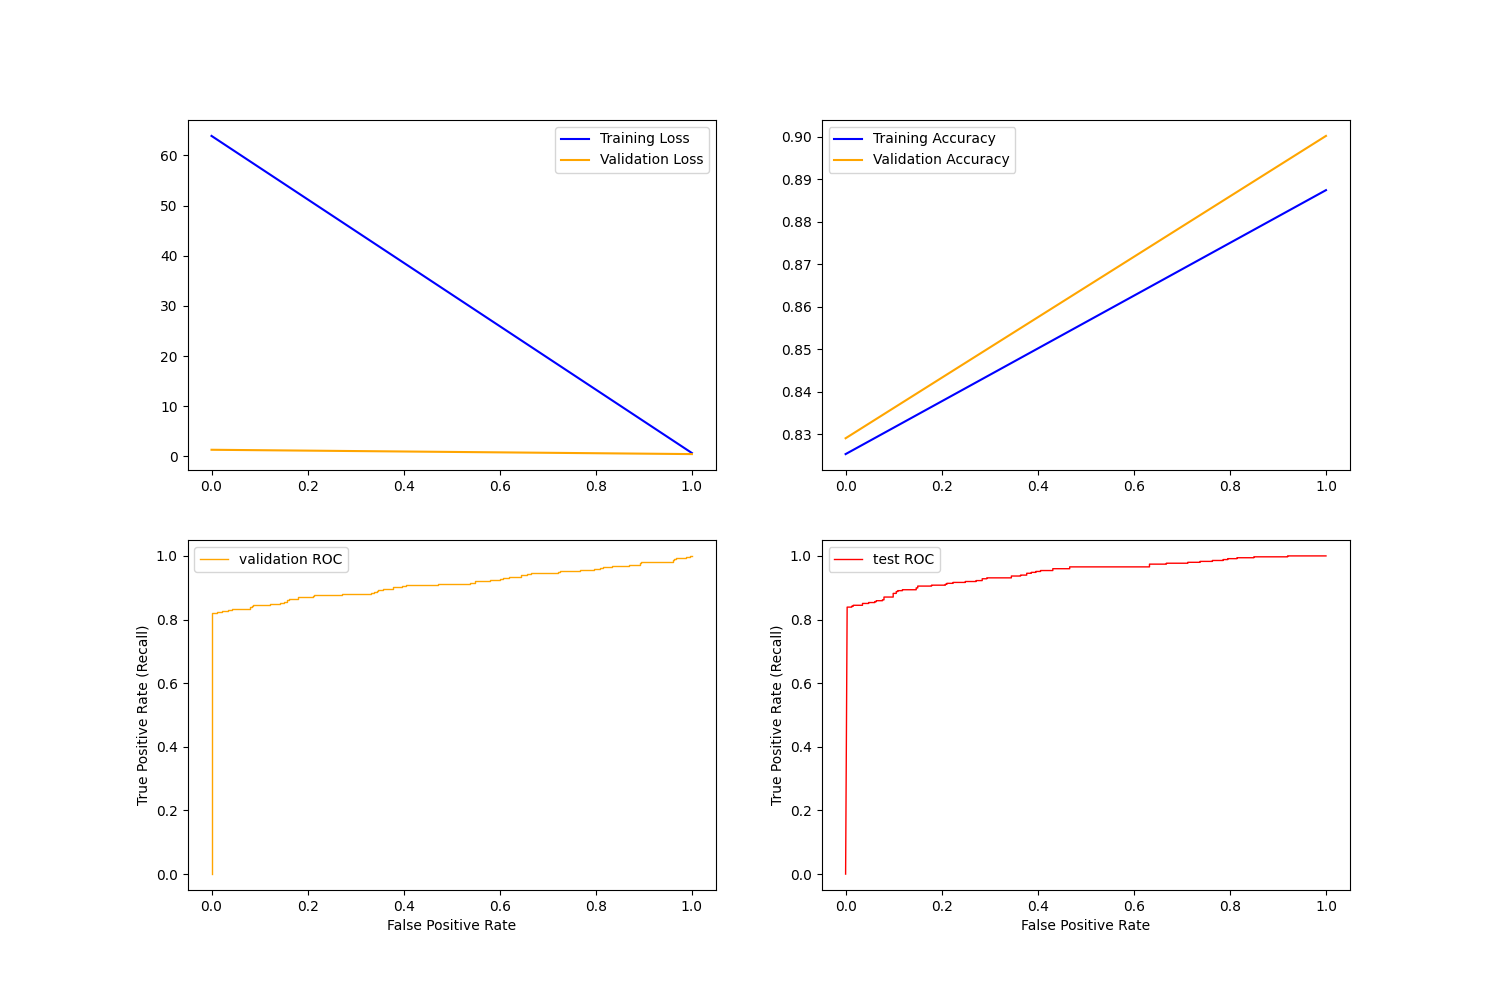 Training Loss
Validation Loss
60
50
40
30
20
10
0
0.0 0.2 0.4 0.6 0.8 1.0
Training Accuracy
Validation Accuracy
0.90
0.89
0.88
0.87
0.86
0.85
0.84
0.83
0.0 0.2 0.4 0.6 0.8 1.0
validation ROC
True Positive Rate (Recall)
1.0
0.8
0.6
0.4
0.2
0.0
0.0 0.2 0.4 0.6 0.8 1.0
False Positive Rate
test ROC
True Positive Rate (Recall)
1.0
0.8
0.6
0.4
0.2
0.0
0.0 0.2 0.4 0.6 0.8 1.0
False Positive Rate